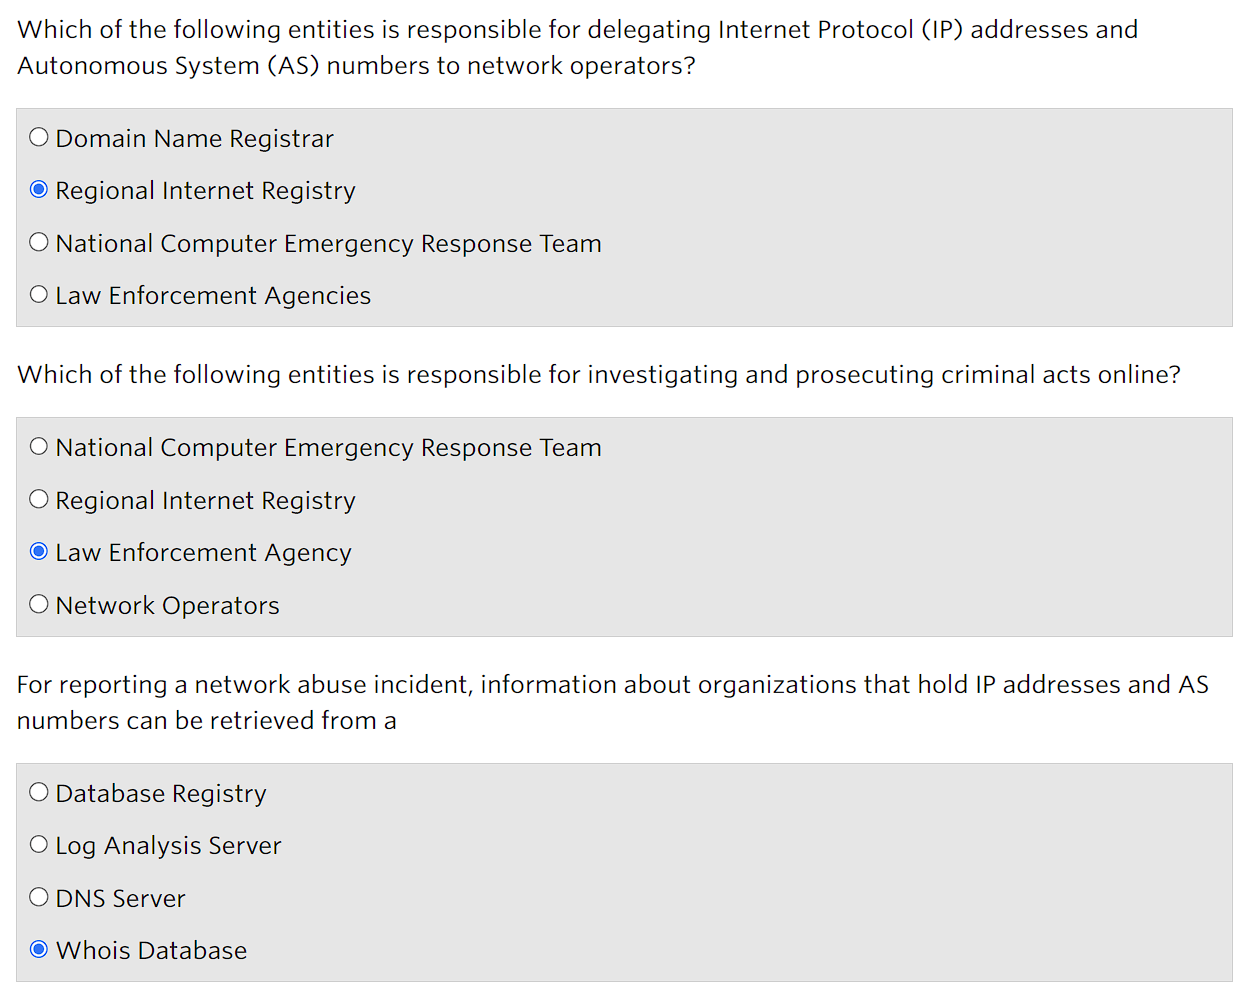 Which of the following entities is responsible for delegating Internet Protocol (IP) addresses and
Autonomous System (AS) numbers to network operators?
Domain Name Registrar
Regional Internet Registry
National Computer Emergency Response Team
Law Enforcement Agencies
Which of the following entities is responsible for investigating and prosecuting criminal acts online?
National Computer Emergency Response Team
Regional Internet Registry
Law Enforcement Agency
Network Operators
For reporting a network abuse incident, information about organizations that hold IP addresses and AS
numbers can be retrieved from a
Database Registry
Log Analysis Server
DNS Server
Whois Database